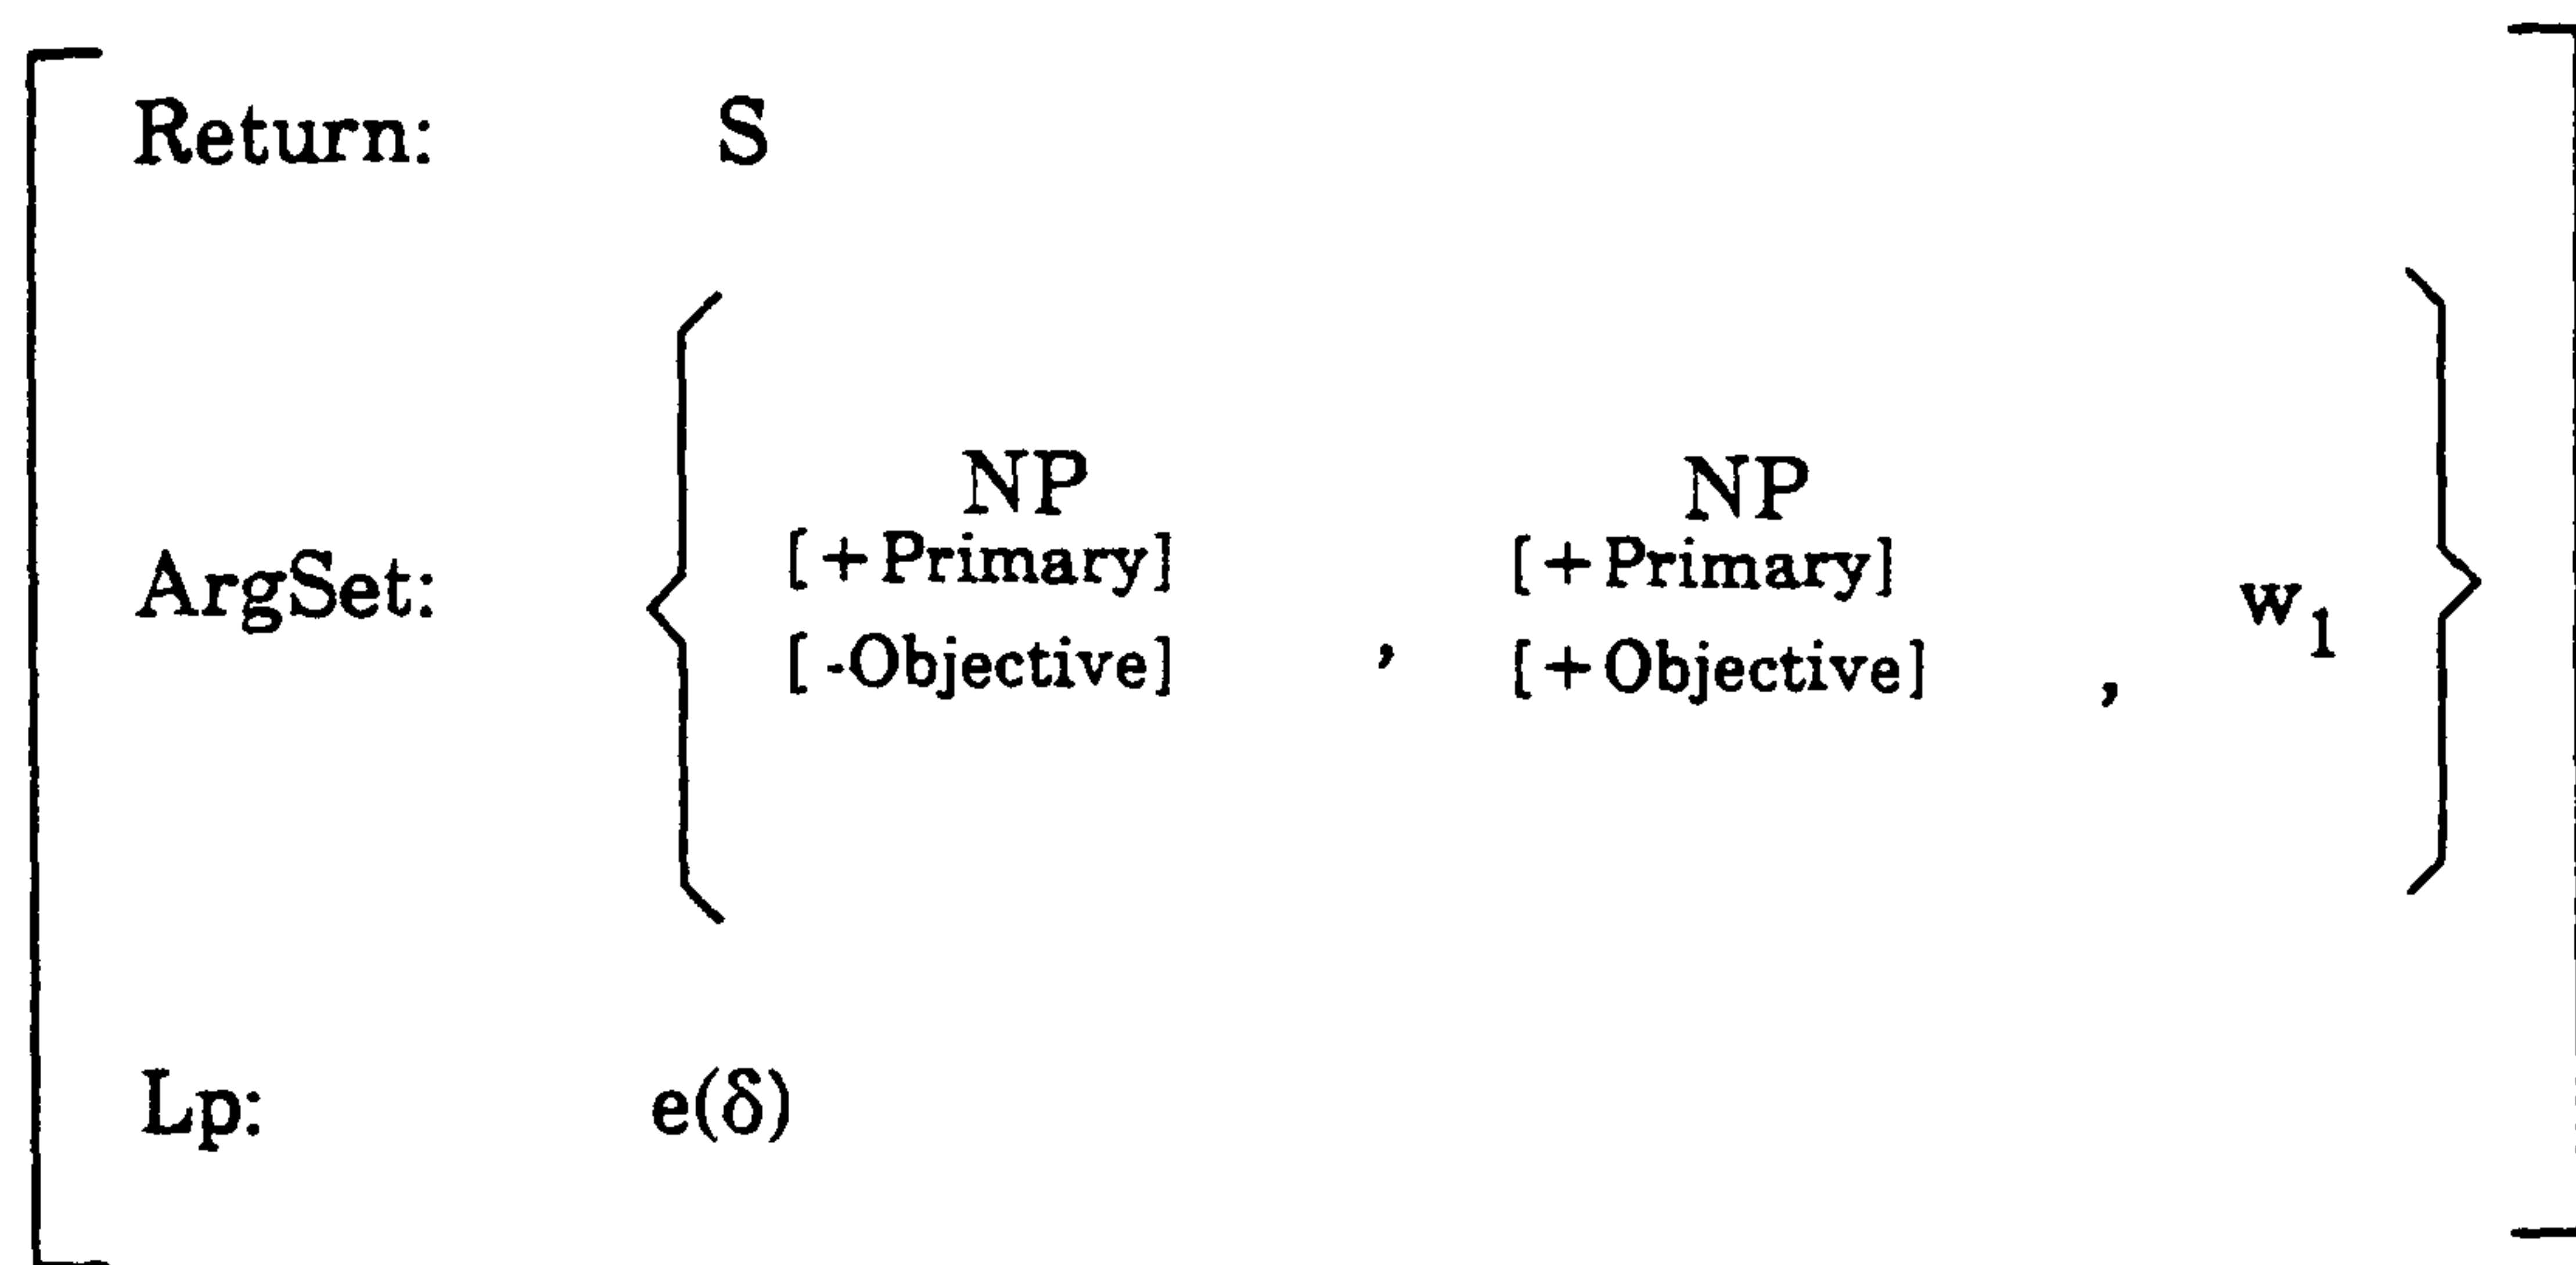 Return: S
NP NP
[+Primary] [+Primary]
ArgSet: { [-Objective] , [+Objective] , w₁ }
Lp: e(δ)